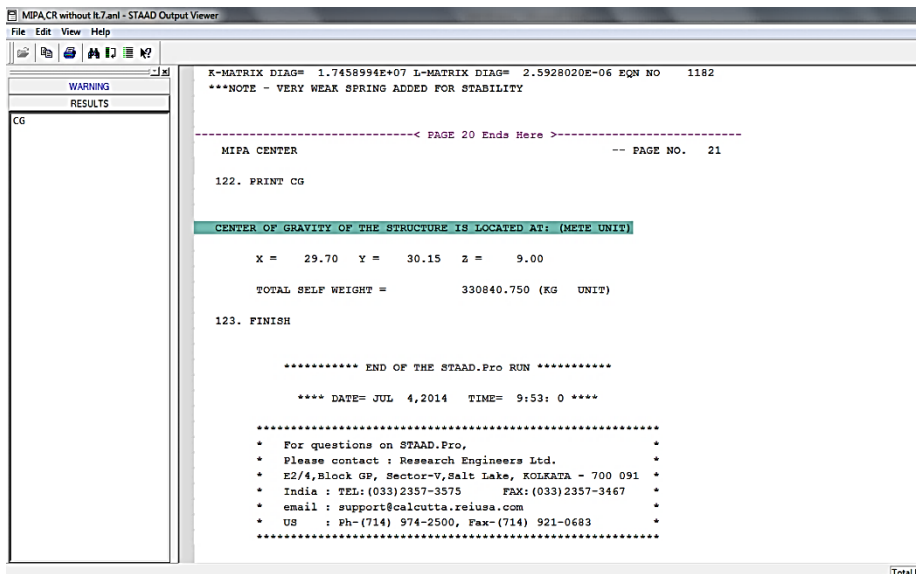 MIPA,CR without lt.7.anl - STAAD Output Viewer
File Edit View Help
WARNING
RESULTS
CG
K-MATRIX DIAG= 1.7458994E+07 L-MATRIX DIAG= 2.5928020E-06 EQN NO 1182
***NOTE - VERY WEAK SPRING ADDED FOR STABILITY
--------------------------------< PAGE 20 Ends Here >---------------------------
MIPA CENTER -- PAGE NO. 21
122. PRINT CG
CENTER OF GRAVITY OF THE STRUCTURE IS LOCATED AT: (METE UNIT)
X = 29.70 Y = 30.15 Z = 9.00
TOTAL SELF WEIGHT = 330840.750 (KG UNIT)
123. FINISH
*********** END OF THE STAAD.Pro RUN ***********
**** DATE= JUL 4,2014 TIME= 9:53: 0 ****
************************************************************
* For questions on STAAD.Pro, *
* Please contact : Research Engineers Ltd. *
* E2/4,Block GP, Sector-V,Salt Lake, KOLKATA - 700 091 *
* India : TEL:(033)2357-3575 FAX:(033)2357-3467 *
* email : support@calcutta.reiusa.com *
* US : Ph-(714) 974-2500, Fax-(714) 921-0683 *
************************************************************
Total